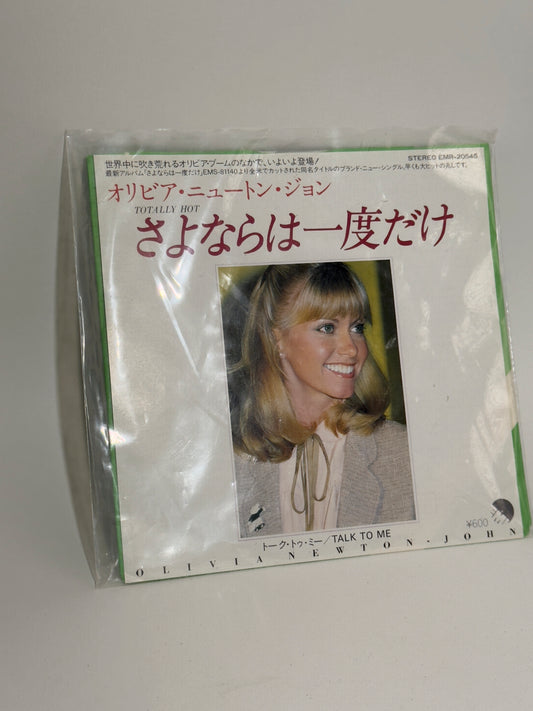 世界中に吹き荒れるオリビア・ブームのなかで、いよいよ登場!
STEREO EMR-20545
最新アルバム「さよならは一度だけ」EMS-81140より全米でカットされた同名タイトルのブランド・ニュー・シングル。早くも大ヒットの兆しです。
オリビア・ニュートン・ジョン
TOTALLY HOT
さよならは一度だけ
¥600
トーク・トゥ・ミー/TALK TO ME
OLIVIA NEWTON-JOHN